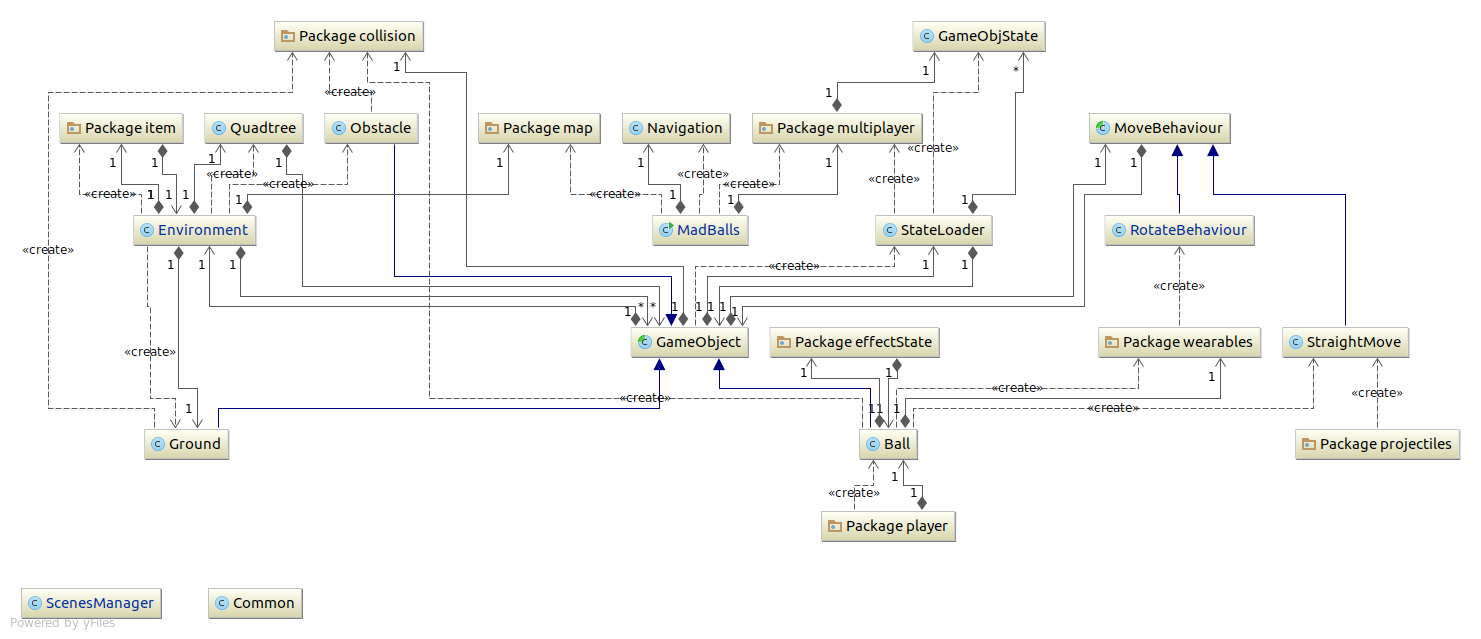 Package collision
GameObjState
1
1
*
«create»
1
Package item
Quadtree
Obstacle
Package map
Navigation
Package multiplayer
MoveBehaviour
«create»
1
1
1
1
1
1
1
1
1
«create»
«create»
«create»
«create»
«create»
«create»
«create»
1
1
1
1
1
1
1
1
«create»
Environment
MadBalls
StateLoader
RotateBehaviour
«create»
1
1
1
«create»
1
1
«create»
1
*
*
1
1
1
1
1
GameObject
Package effectState
Package wearables
StraightMove
«create»
1
1
1
«create»
«create»
«create»
1
1
1
1
«create»
Ground
Ball
Package projectiles
1
«create»
1
Package player
ScenesManager
Common
Powered by yFiles